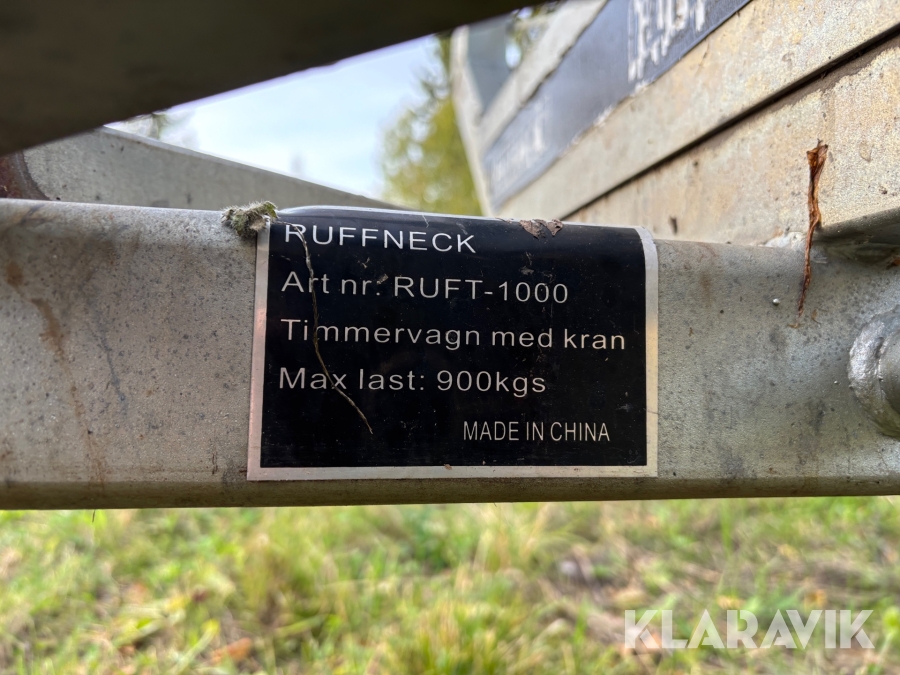 RUFFNECK
Art nr: RUFT-1000
Timmervagn med kran
Max last: 900kgs
MADE IN CHINA
KLARAVIK